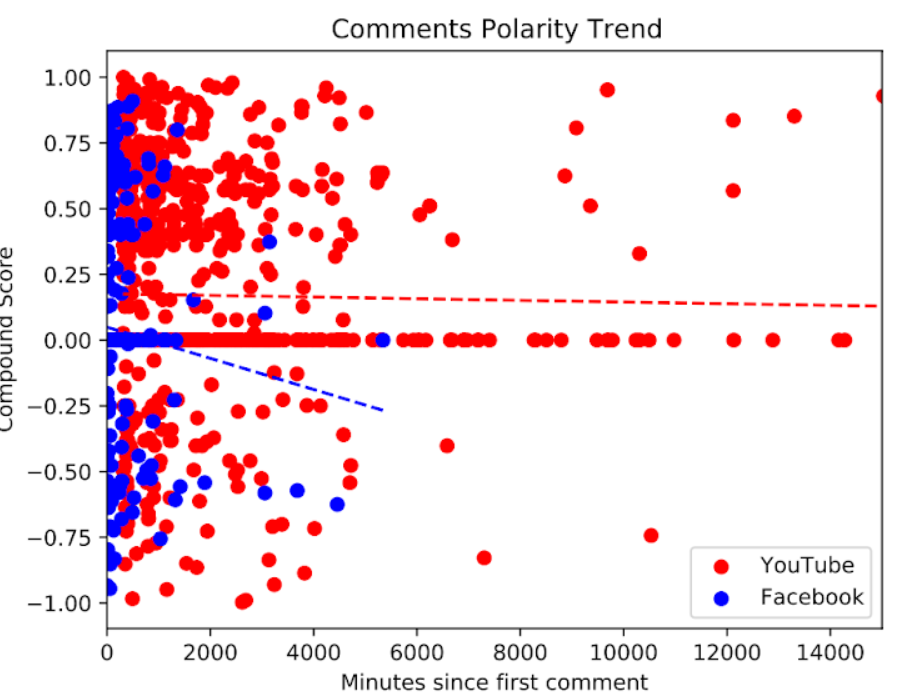 Comments Polarity Trend
1.00
0.75
0.50
0.25
0.00
−0.25
−0.50
−0.75
−1.00
Compound Score
YouTube
Facebook
0 2000 4000 6000 8000 10000 12000 14000
Minutes since first comment